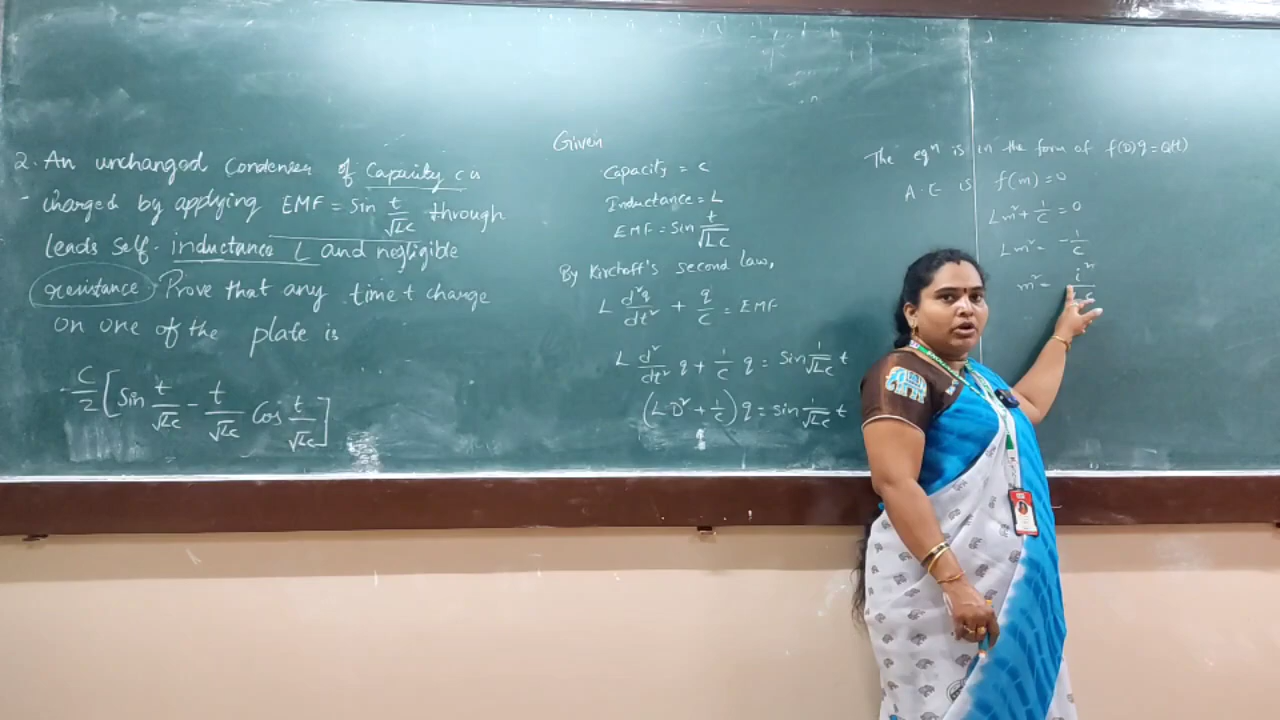 2. An unchanged condenser of Capacity c is
charged by applying EMF = Sin t/√Lc through
leads self-inductance L and negligible
resistance Prove that any time t change
on one of the plate is
C/2 [Sin t/√Lc - t/√Lc Cos t/√Lc]
Given
Capacity = c
Inductance = L
EMF = Sin t/√Lc
By Kirchoff's second law,
L d²q/dt² + q/c = EMF
L d²/dt² q + 1/c q = Sin 1/√Lc t
(LD² + 1/c) q = sin 1/√Lc t
The eqⁿ is in the form of f(D)q = Q(t)
A.E is f(m) = 0
Lm² + 1/c = 0
Lm² = -1/c
m² = i²